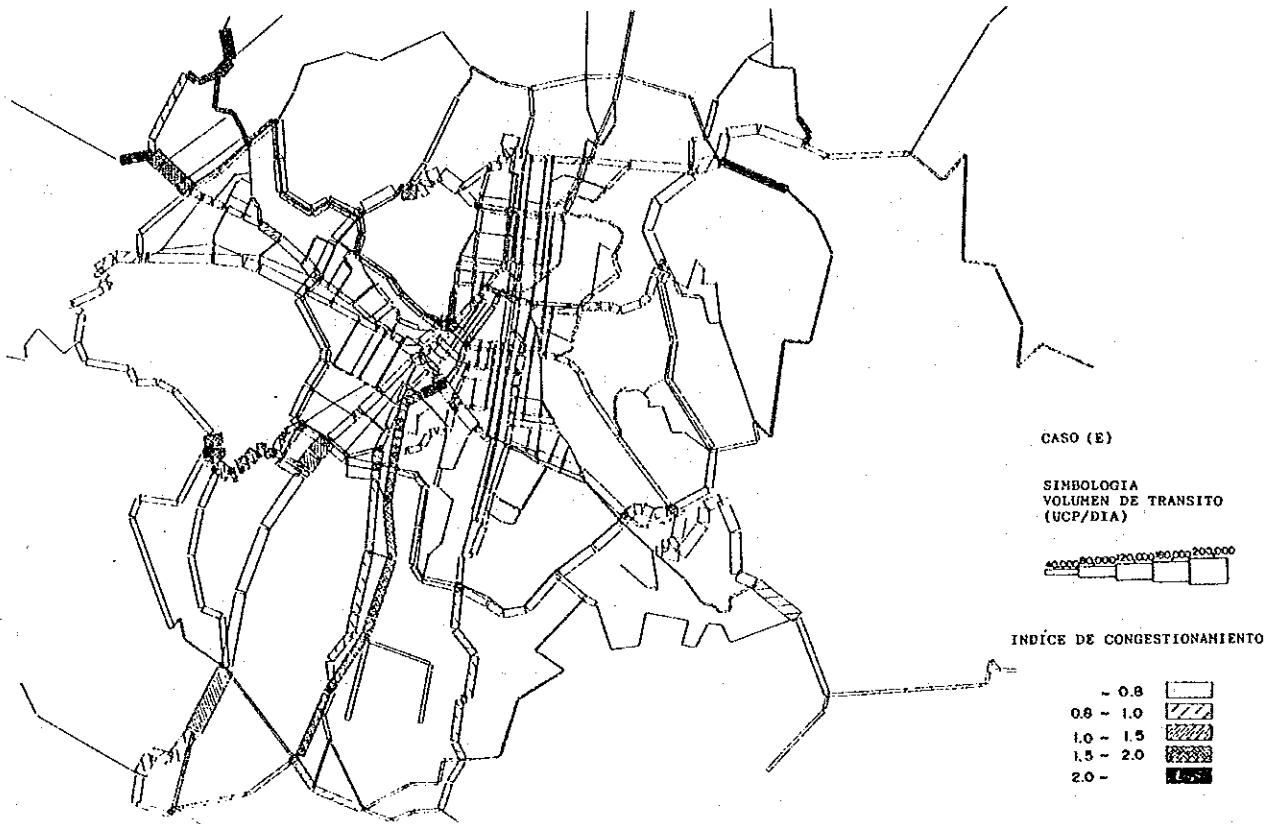 CASO (E)
SIMBOLOGIA
VOLUMEN DE TRANSITO
(UCP/DIA)
40,000 80,000 120,000 160,000 200,000
INDÍCE DE CONGESTIONAMIENTO
~ 0.8
0.8 ~ 1.0
1.0 ~ 1.5
1.5 ~ 2.0
2.0 ~